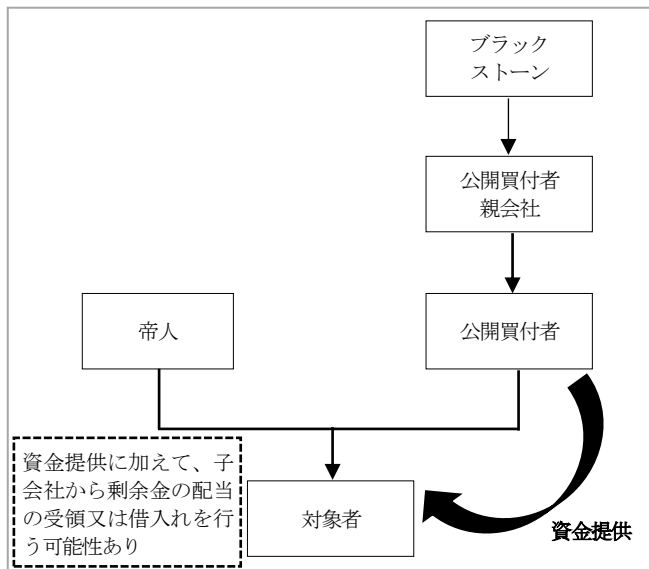 ブラック
ストーン
公開買付者
親会社
帝人
公開買付者
資金提供に加えて、子
会社から剰余金の配当
の受領又は借入れを行
う可能性あり
対象者
資金提供